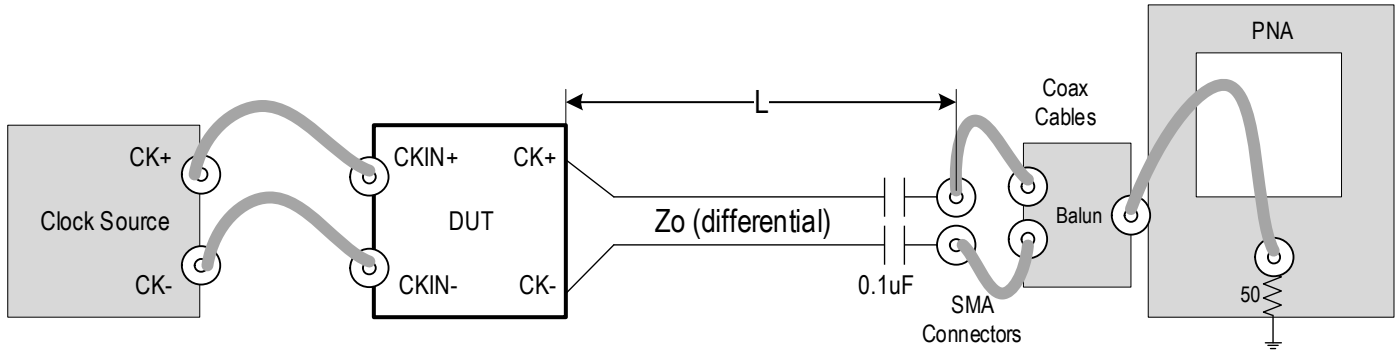 Clock Source
CK+
CK-
CKIN+
CKIN-
DUT
CK+
CK-
L
Zo (differential)
0.1uF
SMA
Connectors
Coax
Cables
Balun
PNA
50